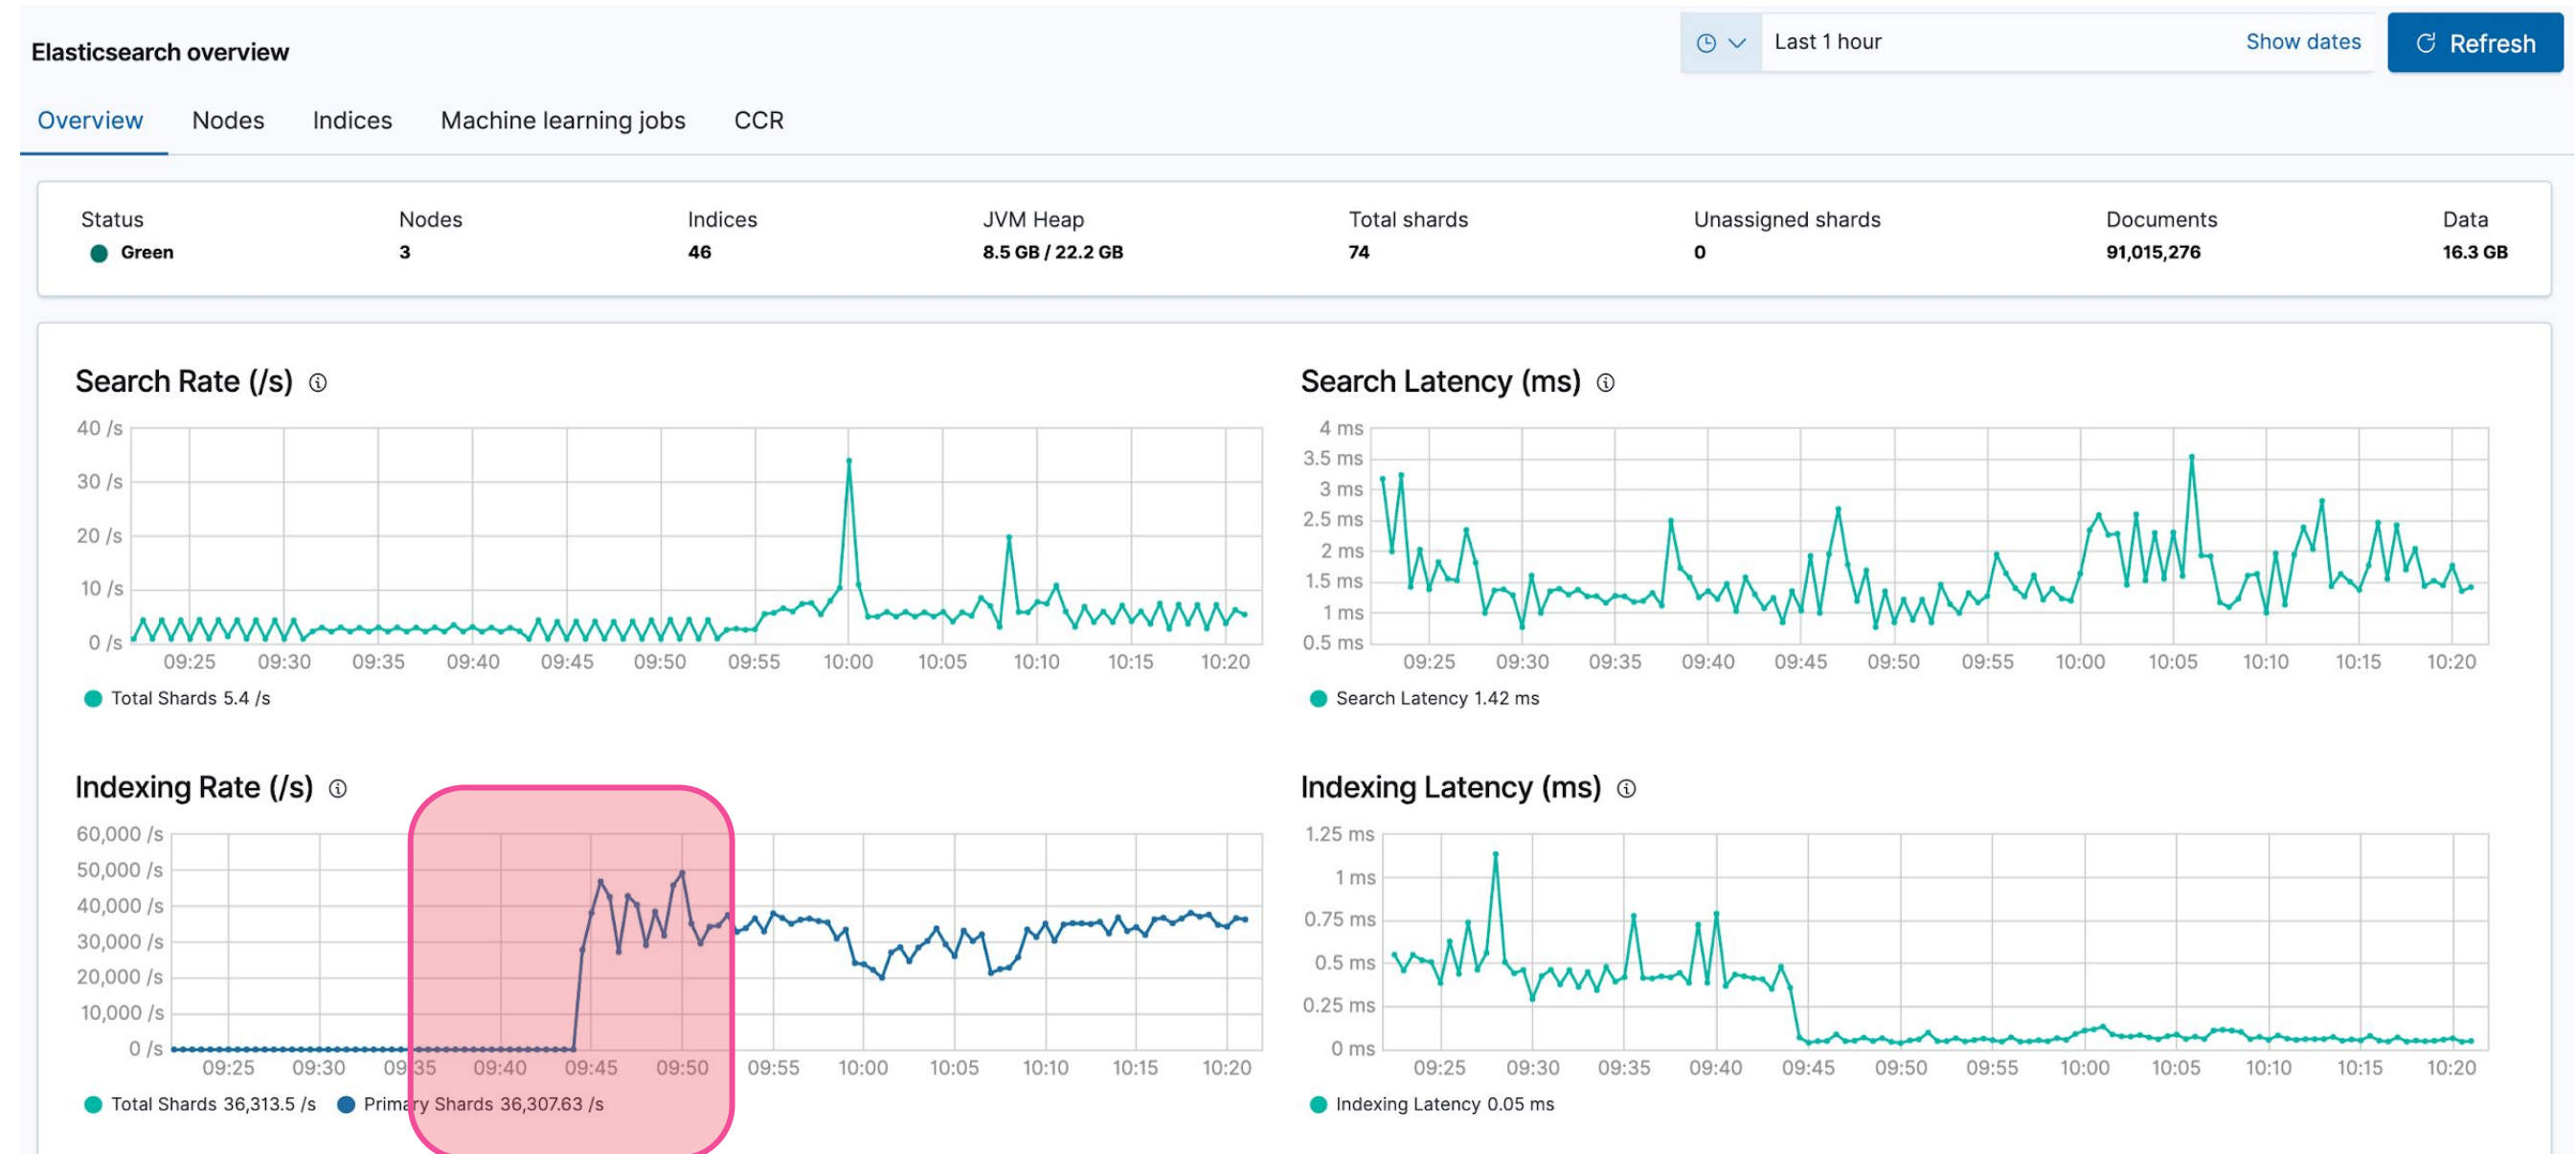 Elasticsearch overview
Last 1 hour
Show dates
Refresh
Overview
Nodes
Indices
Machine learning jobs
CCR
Status
Nodes
Indices
JVM Heap
Total shards
Unassigned shards
Documents
Data
Green
3
46
8.5 GB / 22.2 GB
74
0
91,015,276
16.3 GB
Search Rate (/s)
40 /s
30 /s
20 /s
10 /s
0 /s
09:25 09:30 09:35 09:40 09:45 09:50 09:55 10:00 10:05 10:10 10:15 10:20
Total Shards 5.4 /s
Search Latency (ms)
4 ms
3.5 ms
3 ms
2.5 ms
2 ms
1.5 ms
1 ms
0.5 ms
09:25 09:30 09:35 09:40 09:45 09:50 09:55 10:00 10:05 10:10 10:15 10:20
Search Latency 1.42 ms
Indexing Rate (/s)
60,000 /s
50,000 /s
40,000 /s
30,000 /s
20,000 /s
10,000 /s
0 /s
09:25 09:30 09:35 09:40 09:45 09:50 09:55 10:00 10:05 10:10 10:15 10:20
Total Shards 36,313.5 /s Primary Shards 36,307.63 /s
Indexing Latency (ms)
1.25 ms
1 ms
0.75 ms
0.5 ms
0.25 ms
0 ms
09:25 09:30 09:35 09:40 09:45 09:50 09:55 10:00 10:05 10:10 10:15 10:20
Indexing Latency 0.05 ms